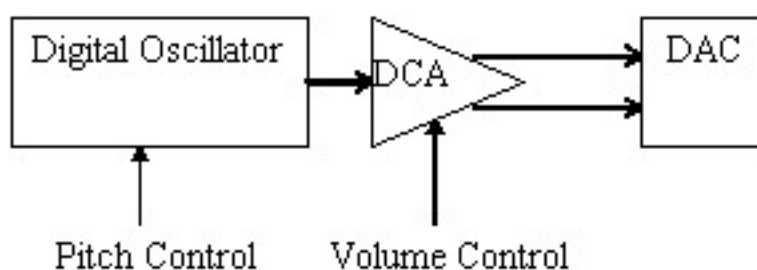 Digital Oscillator
DCA
DAC
Pitch Control
Volume Control